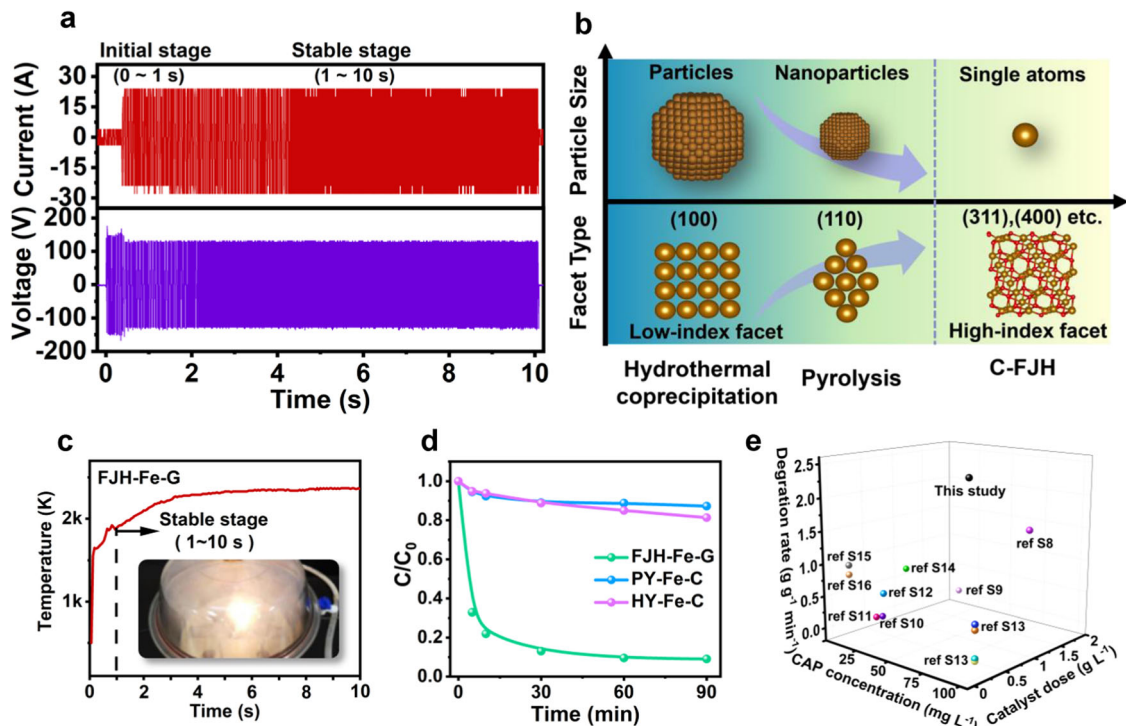 a
Initial stage
(0 ~ 1 s)
Stable stage
(1 ~ 10 s)
Current (A)
30
15
0
-15
-30
Voltage (V)
200
100
0
-100
-200
0 2 4 6 8 10
Time (s)
b
Particle Size
Particles
Nanoparticles
Single atoms
Facet Type
(100)
(110)
(311),(400) etc.
Low-index facet
High-index facet
Hydrothermal
coprecipitation
Pyrolysis
C-FJH
c
FJH-Fe-G
Temperature (K)
2k
1k
Stable stage
( 1~10 s )
0 2 4 6 8 10
Time (s)
d
C/C0
1.0
0.8
0.6
0.4
0.2
0.0
FJH-Fe-G
PY-Fe-C
HY-Fe-C
0 30 60 90
Time (min)
e
Degration rate (g g⁻¹ min⁻¹)
2.5
2.0
1.5
1.0
0.5
0.0
This study
ref S8
ref S15
ref S14
ref S16
ref S12
ref S9
ref S11
ref S10
ref S13
ref S13
25 50 75 100
CAP concentration (mg L⁻¹)
0 0.5 1 1.5 2
Catalyst dose (g L⁻¹)